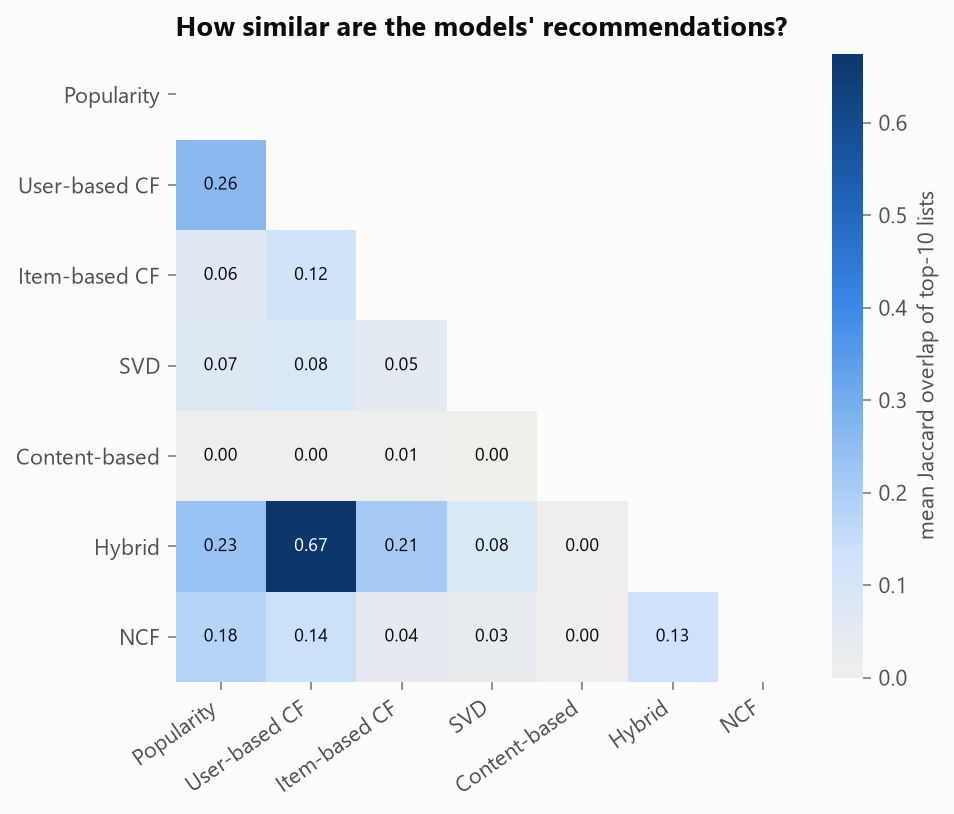 How similar are the models' recommendations?
Popularity
User-based CF 0.26
Item-based CF 0.06 0.12
SVD 0.07 0.08 0.05
Content-based 0.00 0.00 0.01 0.00
Hybrid 0.23 0.67 0.21 0.08 0.00
NCF 0.18 0.14 0.04 0.03 0.00 0.13
Popularity User-based CF Item-based CF SVD Content-based Hybrid NCF
0.6
0.5
0.4
0.3
0.2
0.1
0.0
mean Jaccard overlap of top-10 lists